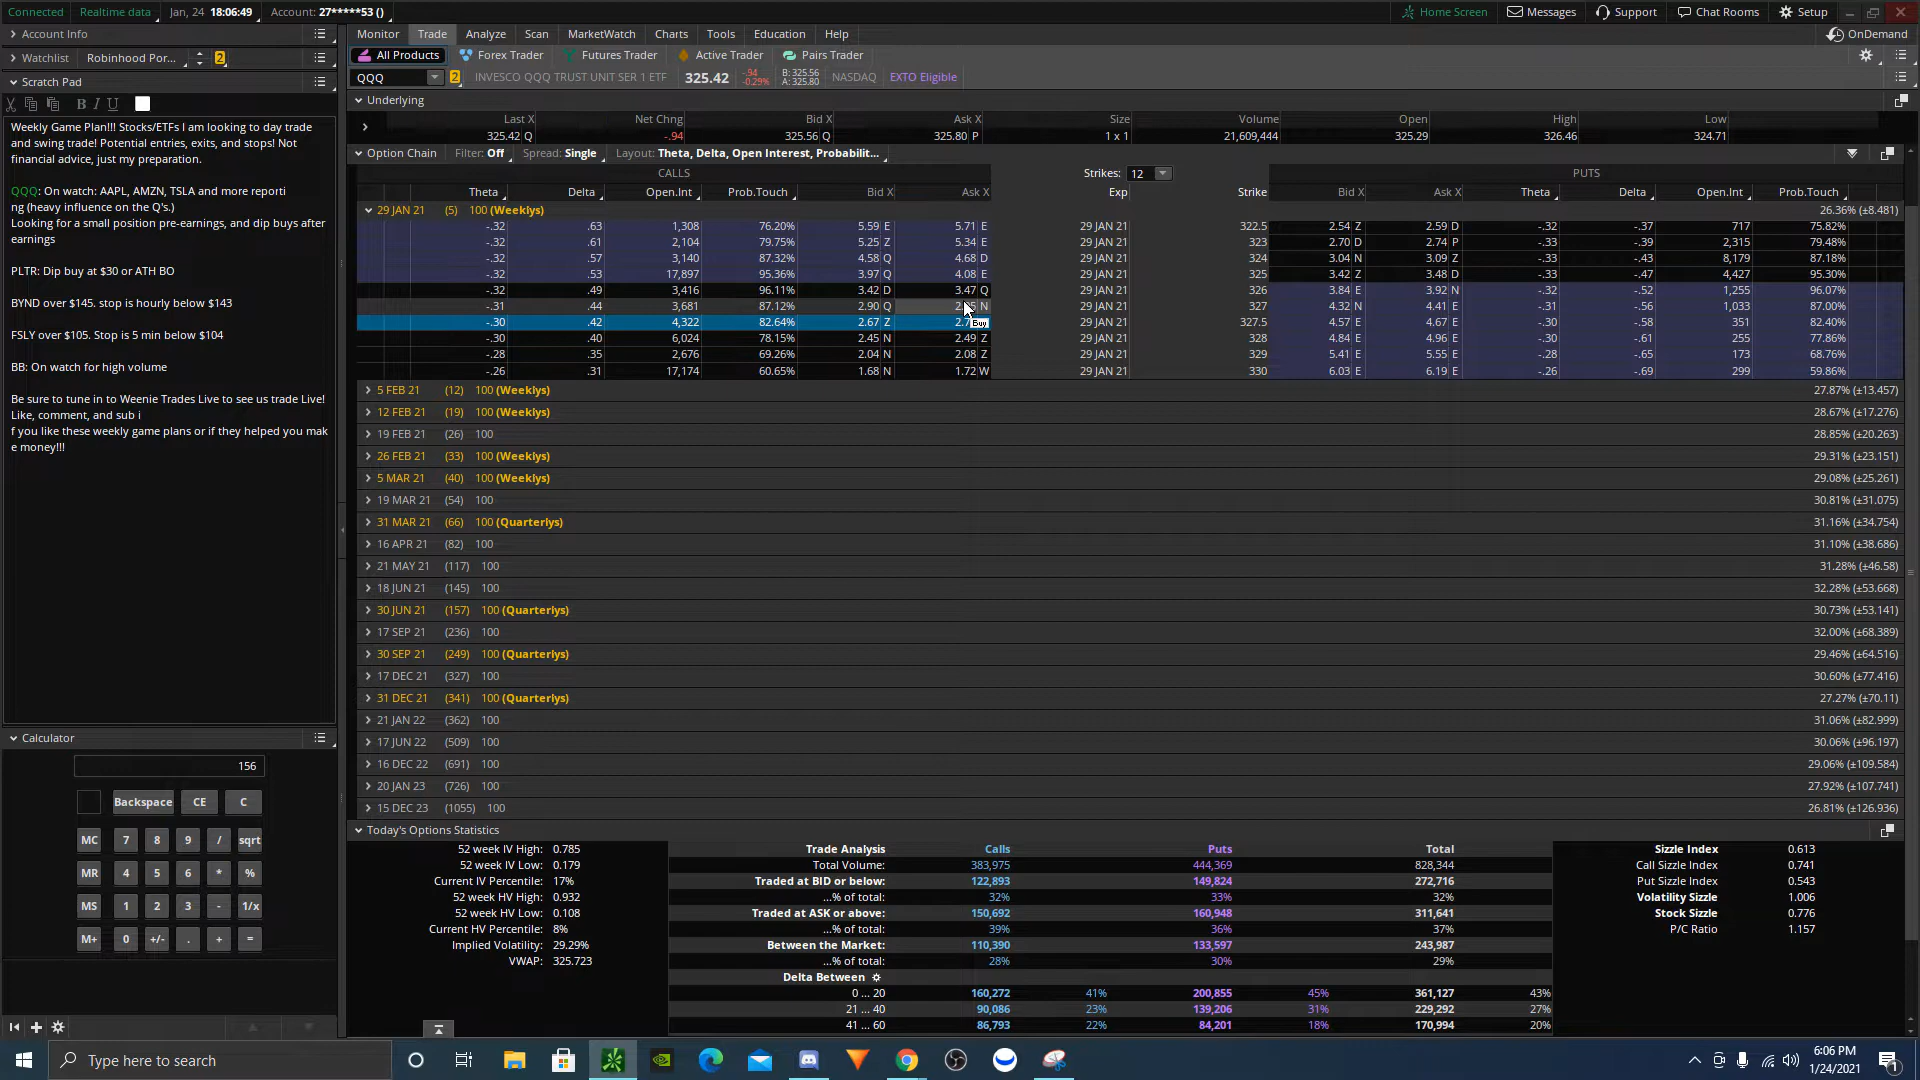 Connected Realtime data Jan, 24 18:06:49 Account: 27*****53 () Home Screen Messages Support Chat Rooms Setup
Account Info
Watchlist Robinhood Por... 2
Scratch Pad
B I U
Weekly Game Plan!!! Stocks/ETFs I am looking to day trade
and swing trade! Potential entries, exits, and stops! Not
financial advice, just my preparation.
QQQ: On watch: AAPL, AMZN, TSLA and more reporti
ng (heavy influence on the Q's.)
Looking for a small position pre-earnings, and dip buys after
earnings
PLTR: Dip buy at $30 or ATH BO
BYND over $145. stop is hourly below $143
FSLY over $105. Stop is 5 min below $104
BB: On watch for high volume
Be sure to tune in to Weenie Trades Live to see us trade Live!
Like, comment, and sub i
f you like these weekly game plans or if they helped you mak
e money!!!
Calculator
156
Backspace CE C
MC 7 8 9 / sqrt
MR 4 5 6 * %
MS 1 2 3 - 1/x
M+ 0 +/- . + =
Monitor Trade Analyze Scan MarketWatch Charts Tools Education Help OnDemand
All Products Forex Trader Futures Trader Active Trader Pairs Trader
QQQ 2 INVESCO QQQ TRUST UNIT SER 1 ETF 325.42 -.94 -0.29% B: 325.56 A: 325.80 NASDAQ EXTO Eligible
Underlying
Last X Net Chng Bid X Ask X Size Volume Open High Low
325.42 Q -.94 325.56 Q 325.80 P 1 x 1 21,609,444 325.29 326.46 324.71
Option Chain Filter: Off Spread: Single Layout: Theta, Delta, Open Interest, Probabilit...
CALLS Strikes: 12 PUTS
Theta Delta Open.Int Prob.Touch Bid X Ask X Exp Strike Bid X Ask X Theta Delta Open.Int Prob.Touch
29 JAN 21 (5) 100 (Weeklys) 26.36% (±8.481)
-.32 .63 1,308 76.20% 5.59 E 5.71 E 29 JAN 21 322.5 2.54 Z 2.59 D -.32 -.37 717 75.82%
-.32 .61 2,104 79.75% 5.25 Z 5.34 E 29 JAN 21 323 2.70 D 2.74 P -.33 -.39 2,315 79.48%
-.32 .57 3,140 87.32% 4.58 Q 4.68 D 29 JAN 21 324 3.04 N 3.09 Z -.33 -.43 8,179 87.18%
-.32 .53 17,897 95.36% 3.97 Q 4.08 E 29 JAN 21 325 3.42 Z 3.48 D -.33 -.47 4,427 95.30%
-.32 .49 3,416 96.11% 3.42 D 3.47 Q 29 JAN 21 326 3.84 E 3.92 N -.32 -.52 1,255 96.07%
-.31 .44 3,681 87.12% 2.90 Q N 29 JAN 21 327 4.32 N 4.41 E -.31 -.56 1,033 87.00%
-.30 .42 4,322 82.64% 2.67 Z Buy 29 JAN 21 327.5 4.57 E 4.67 E -.30 -.58 351 82.40%
-.30 .40 6,024 78.15% 2.45 N 2.49 Z 29 JAN 21 328 4.84 E 4.96 E -.30 -.61 255 77.86%
-.28 .35 2,676 69.26% 2.04 N 2.08 Z 29 JAN 21 329 5.41 E 5.55 E -.28 -.65 173 68.76%
-.26 .31 17,174 60.65% 1.68 N 1.72 W 29 JAN 21 330 6.03 E 6.19 E -.26 -.69 299 59.86%
5 FEB 21 (12) 100 (Weeklys) 27.87% (±13.457)
12 FEB 21 (19) 100 (Weeklys) 28.67% (±17.276)
19 FEB 21 (26) 100 28.85% (±20.263)
26 FEB 21 (33) 100 (Weeklys) 29.31% (±23.151)
5 MAR 21 (40) 100 (Weeklys) 29.08% (±25.261)
19 MAR 21 (54) 100 30.81% (±31.075)
31 MAR 21 (66) 100 (Quarterlys) 31.16% (±34.754)
16 APR 21 (82) 100 31.10% (±38.686)
21 MAY 21 (117) 100 31.28% (±46.58)
18 JUN 21 (145) 100 32.28% (±53.668)
30 JUN 21 (157) 100 (Quarterlys) 30.73% (±53.141)
17 SEP 21 (236) 100 32.00% (±68.389)
30 SEP 21 (249) 100 (Quarterlys) 29.46% (±64.516)
17 DEC 21 (327) 100 30.60% (±77.416)
31 DEC 21 (341) 100 (Quarterlys) 27.27% (±70.11)
21 JAN 22 (362) 100 31.06% (±82.999)
17 JUN 22 (509) 100 30.06% (±96.197)
16 DEC 22 (691) 100 29.06% (±109.584)
20 JAN 23 (726) 100 27.92% (±107.741)
15 DEC 23 (1055) 100 26.81% (±126.936)
Today's Options Statistics
52 week IV High: 0.785 Trade Analysis Calls Puts Total Sizzle Index 0.613
52 week IV Low: 0.179 Total Volume: 383,975 444,369 828,344 Call Sizzle Index 0.741
Current IV Percentile: 17% Traded at BID or below: 122,893 149,824 272,716 Put Sizzle Index 0.543
52 week HV High: 0.932 ...% of total: 32% 33% 32% Volatility Sizzle 1.006
52 week HV Low: 0.108 Traded at ASK or above: 150,692 160,948 311,641 Stock Sizzle 0.776
Current HV Percentile: 8% ...% of total: 39% 36% 37% P/C Ratio 1.157
Implied Volatility: 29.29% Between the Market: 110,390 133,597 243,987
VWAP: 325.723 ...% of total: 28% 30% 29%
Delta Between
0 ... 20 160,272 41% 200,855 45% 361,127 43%
21 ... 40 90,086 23% 139,206 31% 229,292 27%
41 ... 60 86,793 22% 84,201 18% 170,994 20%
Type here to search 6:06 PM
1/24/2021 1